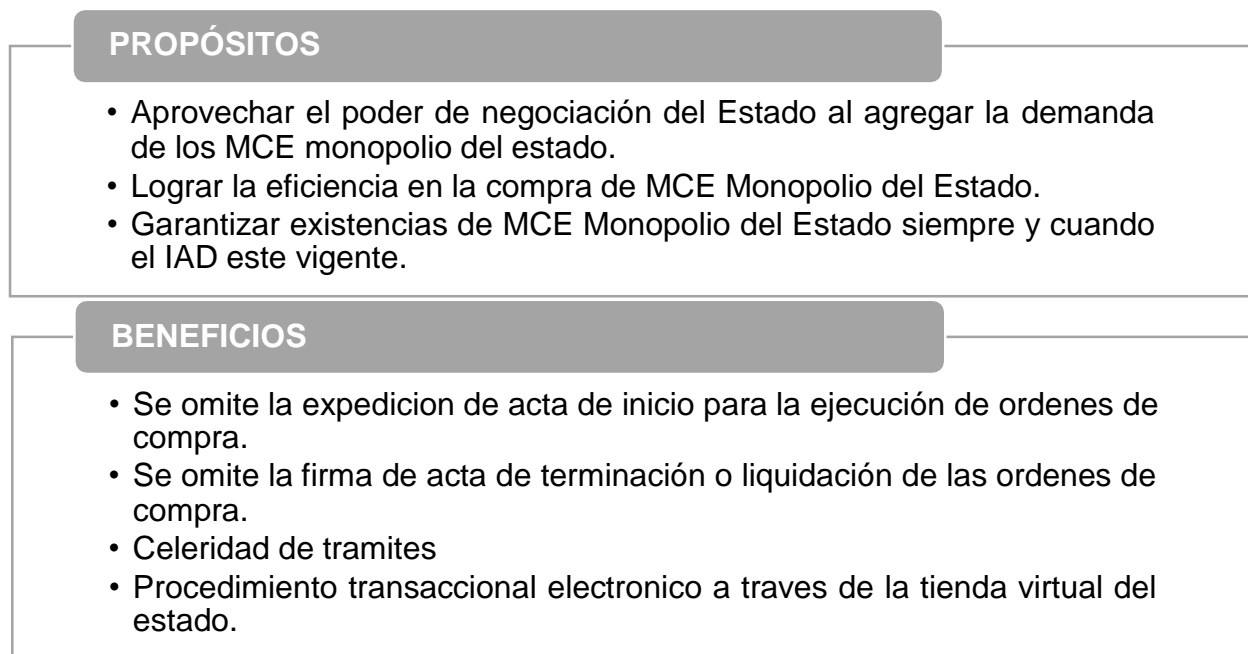 PROPÓSITOS
• Aprovechar el poder de negociación del Estado al agregar la demanda
de los MCE monopolio del estado.
• Lograr la eficiencia en la compra de MCE Monopolio del Estado.
• Garantizar existencias de MCE Monopolio del Estado siempre y cuando
el IAD este vigente.
BENEFICIOS
• Se omite la expedicion de acta de inicio para la ejecución de ordenes de
compra.
• Se omite la firma de acta de terminación o liquidación de las ordenes de
compra.
• Celeridad de tramites
• Procedimiento transaccional electronico a traves de la tienda virtual del
estado.